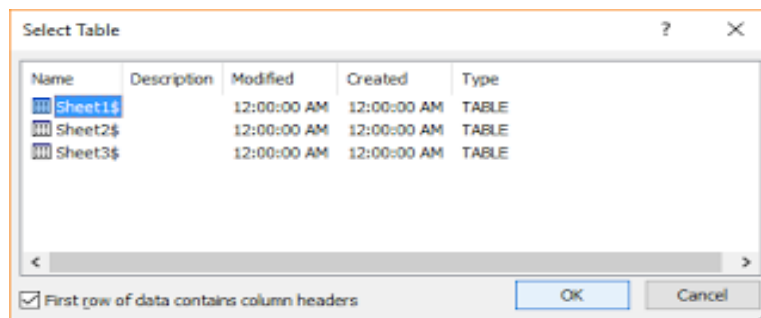 Select Table ? ×
Name Description Modified Created Type
Sheet1$ 12:00:00 AM 12:00:00 AM TABLE
Sheet2$ 12:00:00 AM 12:00:00 AM TABLE
Sheet3$ 12:00:00 AM 12:00:00 AM TABLE
First row of data contains column headers OK Cancel